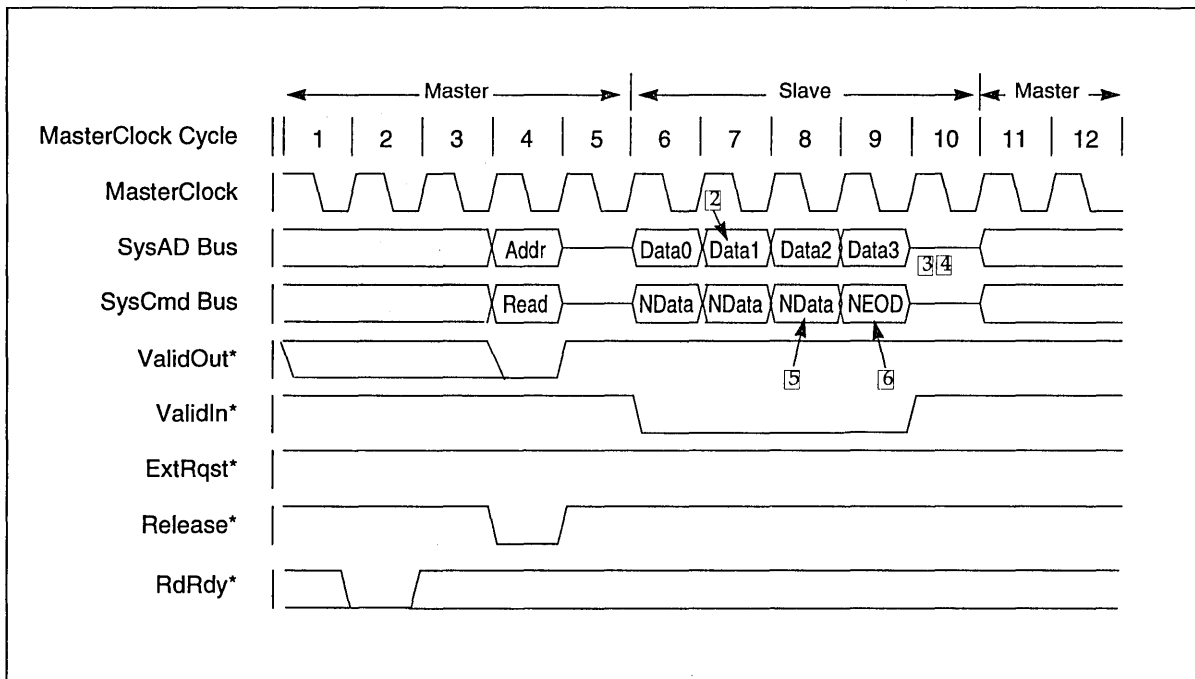 Master Slave Master
MasterClock Cycle 1 2 3 4 5 6 7 8 9 10 11 12
MasterClock
2
SysAD Bus Addr Data0 Data1 Data2 Data3
3 4
SysCmd Bus Read NData NData NData NEOD
ValidOut*
5 6
ValidIn*
ExtRqst*
Release*
RdRdy*